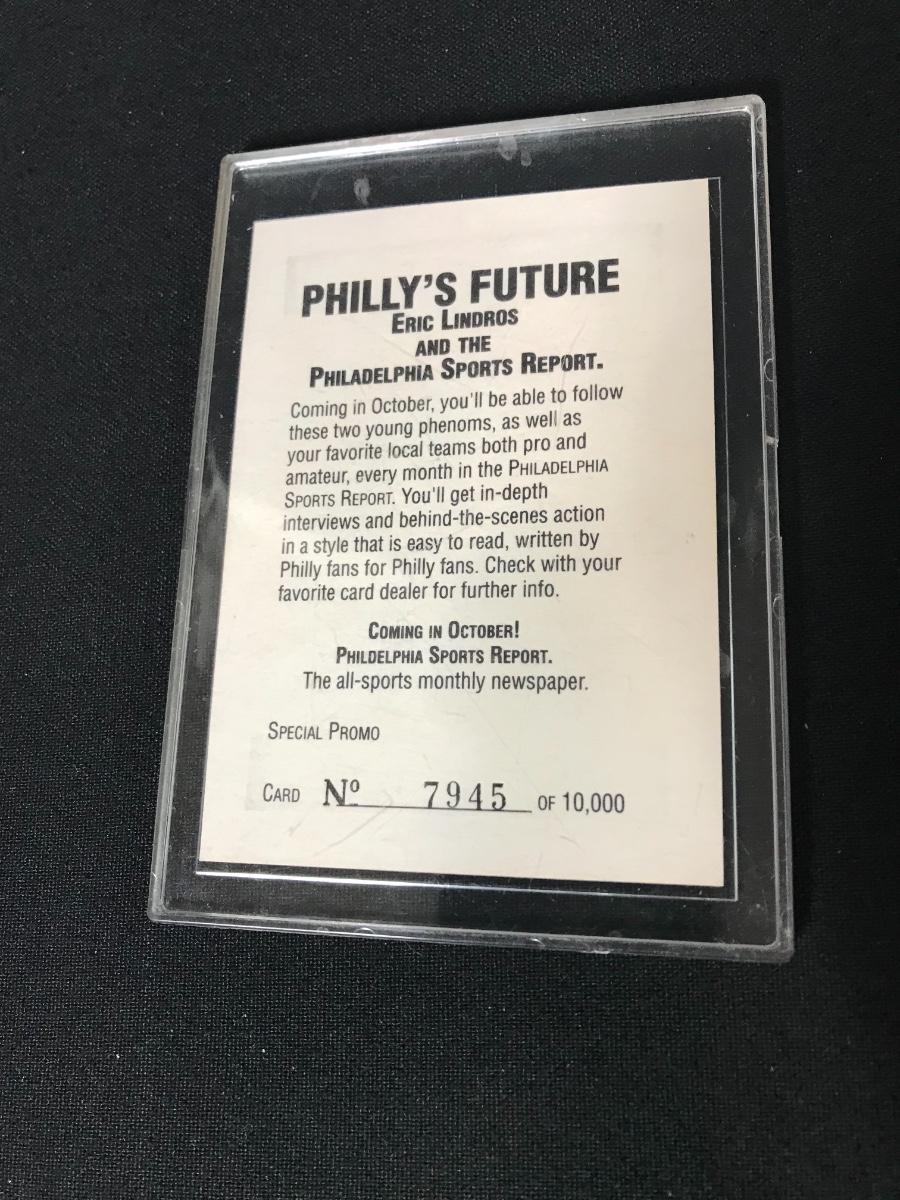 PHILLY'S FUTURE
ERIC LINDROS
AND THE
PHILADELPHIA SPORTS REPORT.
Coming in October, you'll be able to follow
these two young phenoms, as well as
your favorite local teams both pro and
amateur, every month in the PHILADELPHIA
SPORTS REPORT. You'll get in-depth
interviews and behind-the-scenes action
in a style that is easy to read, written by
Philly fans for Philly fans. Check with your
favorite card dealer for further info.
COMING IN OCTOBER!
PHILDELPHIA SPORTS REPORT.
The all-sports monthly newspaper.
SPECIAL PROMO
CARD Nº 7945 OF 10,000